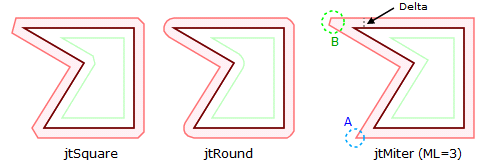 Delta
B
A
jtSquare
jtRound
jtMiter (ML=3)